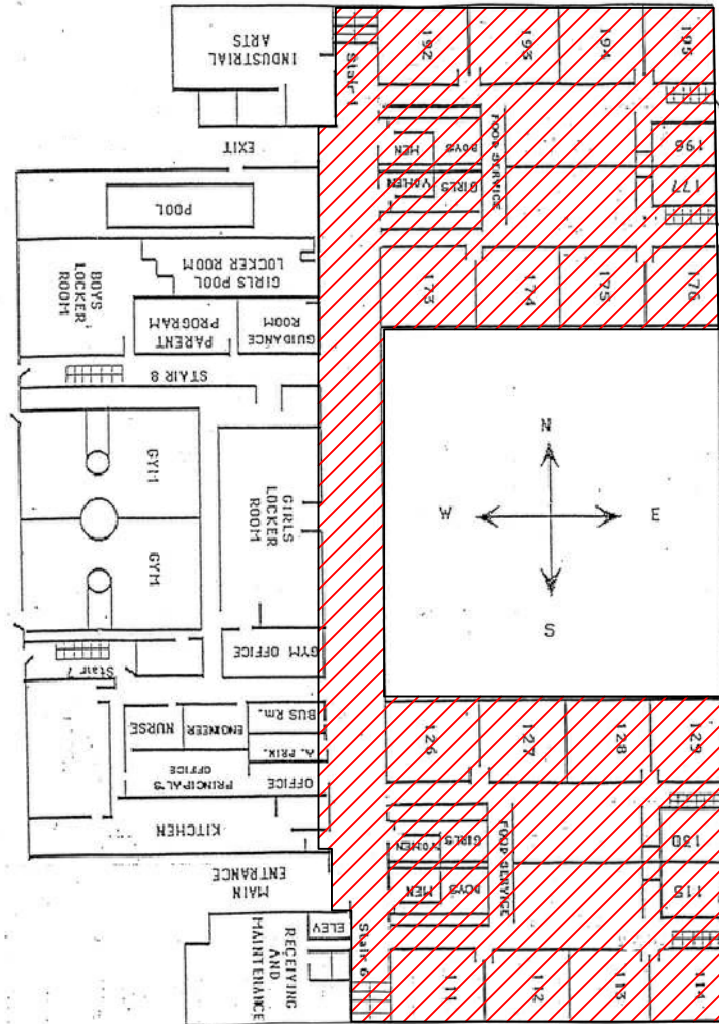 INDUSTRIAL
ARTS
Stair 1
192
193
194
195
EXIT
MEN
BOYS
FOOD SERVICE
196
WOMEN
GIRLS
177
POOL
GIRLS POOL
LOCKER ROOM
BOYS
LOCKER
ROOM
173
174
175
176
PARENT
PROGRAM
GUIDANCE
ROOM
STAIR 8
GYM
GIRLS
LOCKER
ROOM
N
W
E
S
GYM
GYM OFFICE
Stair 7
BUS Rm.
NURSE
ENGINEER
126
127
128
129
A. PRIN.
PRINCIPAL'S
OFFICE
OFFICE
KITCHEN
WOMEN
GIRLS
FOOD SERVICE
130
MAIN
ENTRANCE
MEN
BOYS
115
ELEV
Stair 6
RECEIVING
AND
MAINTENANCE
111
112
113
114